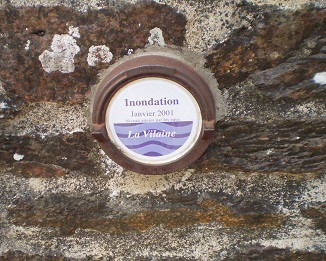 Inondation
Janvier 2001
La Vilaine